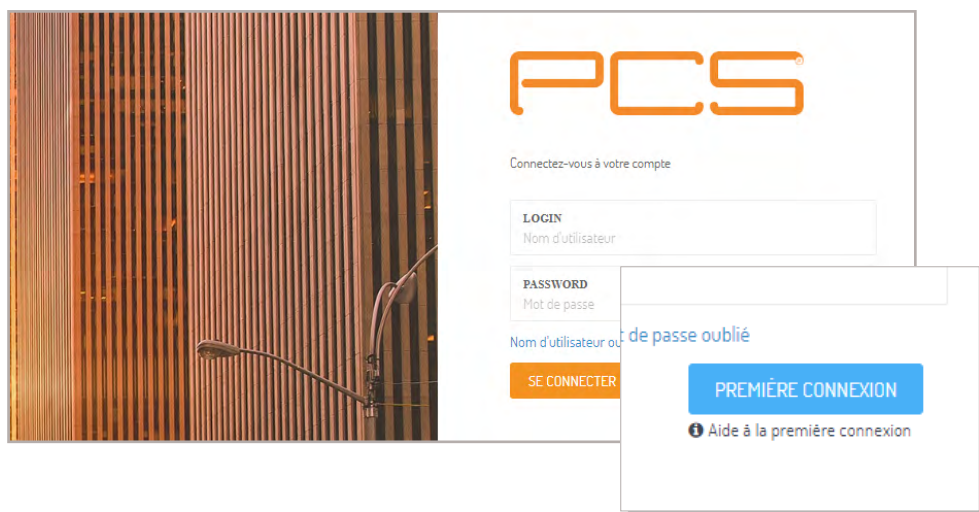 PCS®
Connectez-vous à votre compte
LOGIN
Nom d'utilisateur
PASSWORD
Mot de passe
Nom d'utilisateur ou
de passe oublié
SE CONNECTER
PREMIÈRE CONNEXION
Aide à la première connexion